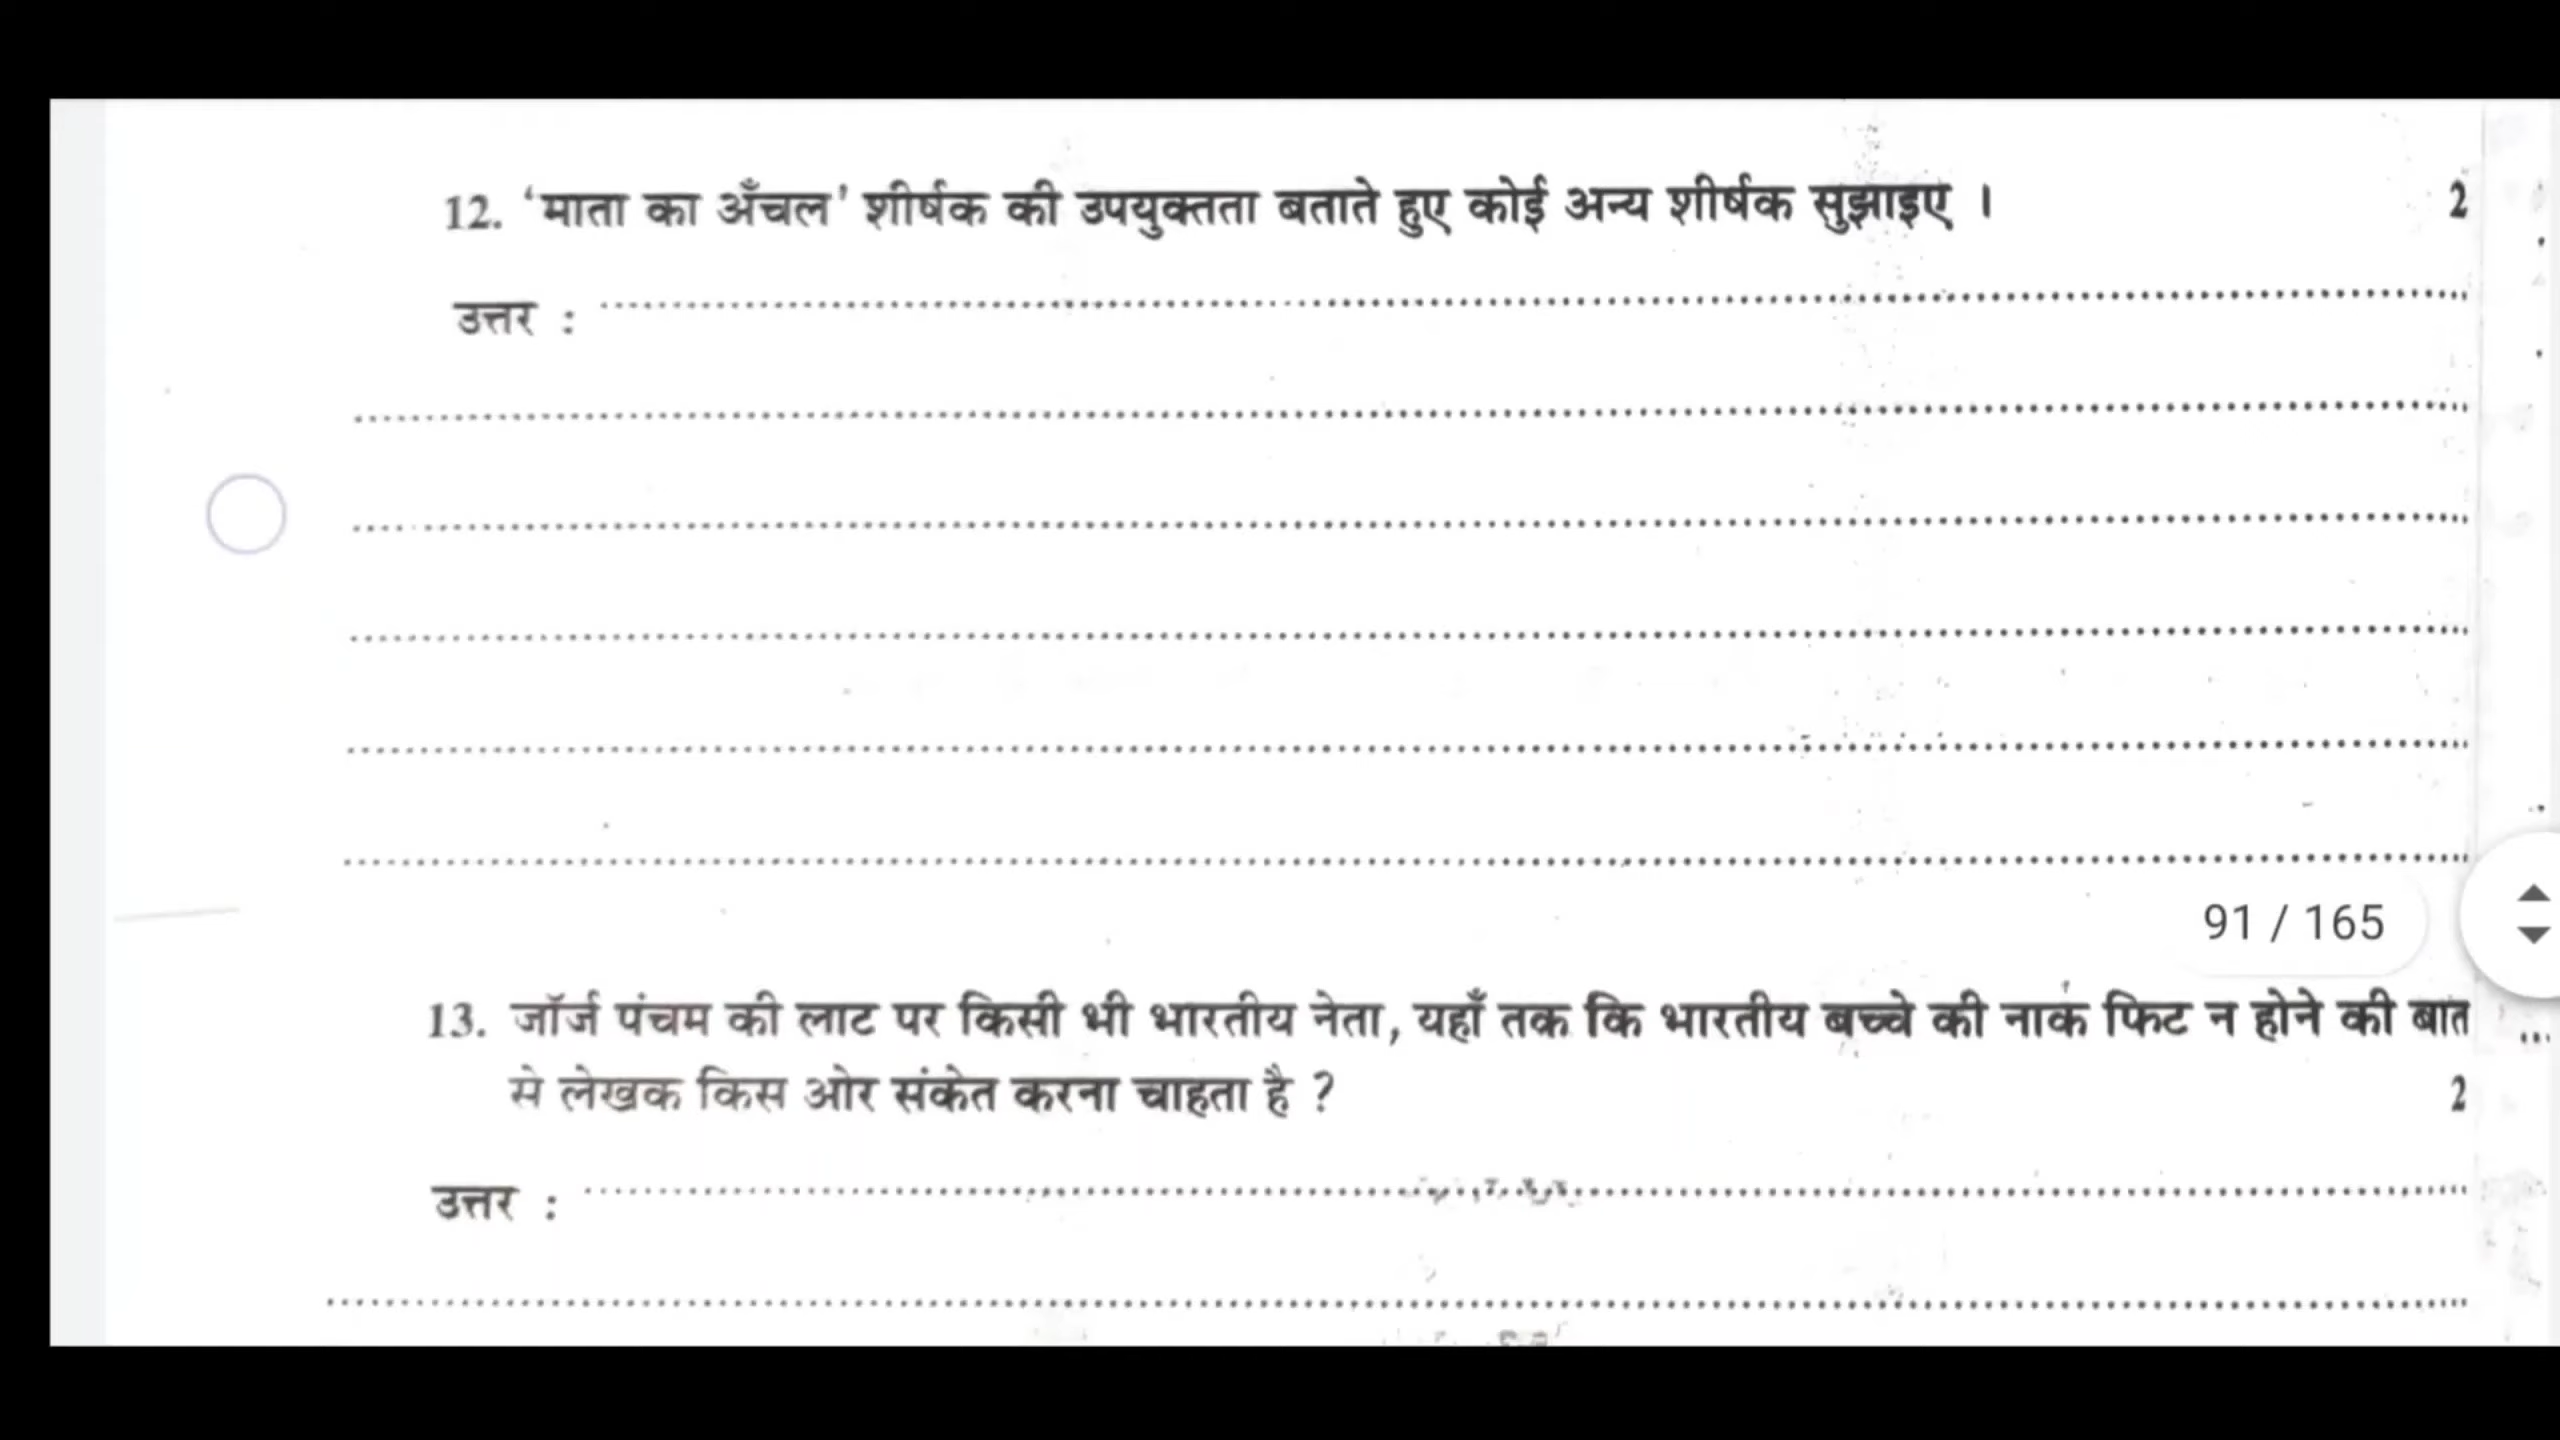 12. ‘माता का अँचल’ शीर्षक की उपयुक्तता बताते हुए कोई अन्य शीर्षक सुझाइए । 2
उत्तर :
91 / 165
13. जॉर्ज पंचम की लाट पर किसी भी भारतीय नेता, यहाँ तक कि भारतीय बच्चे की नाक फिट न होने की बात
से लेखक किस ओर संकेत करना चाहता है ? 2
उत्तर :